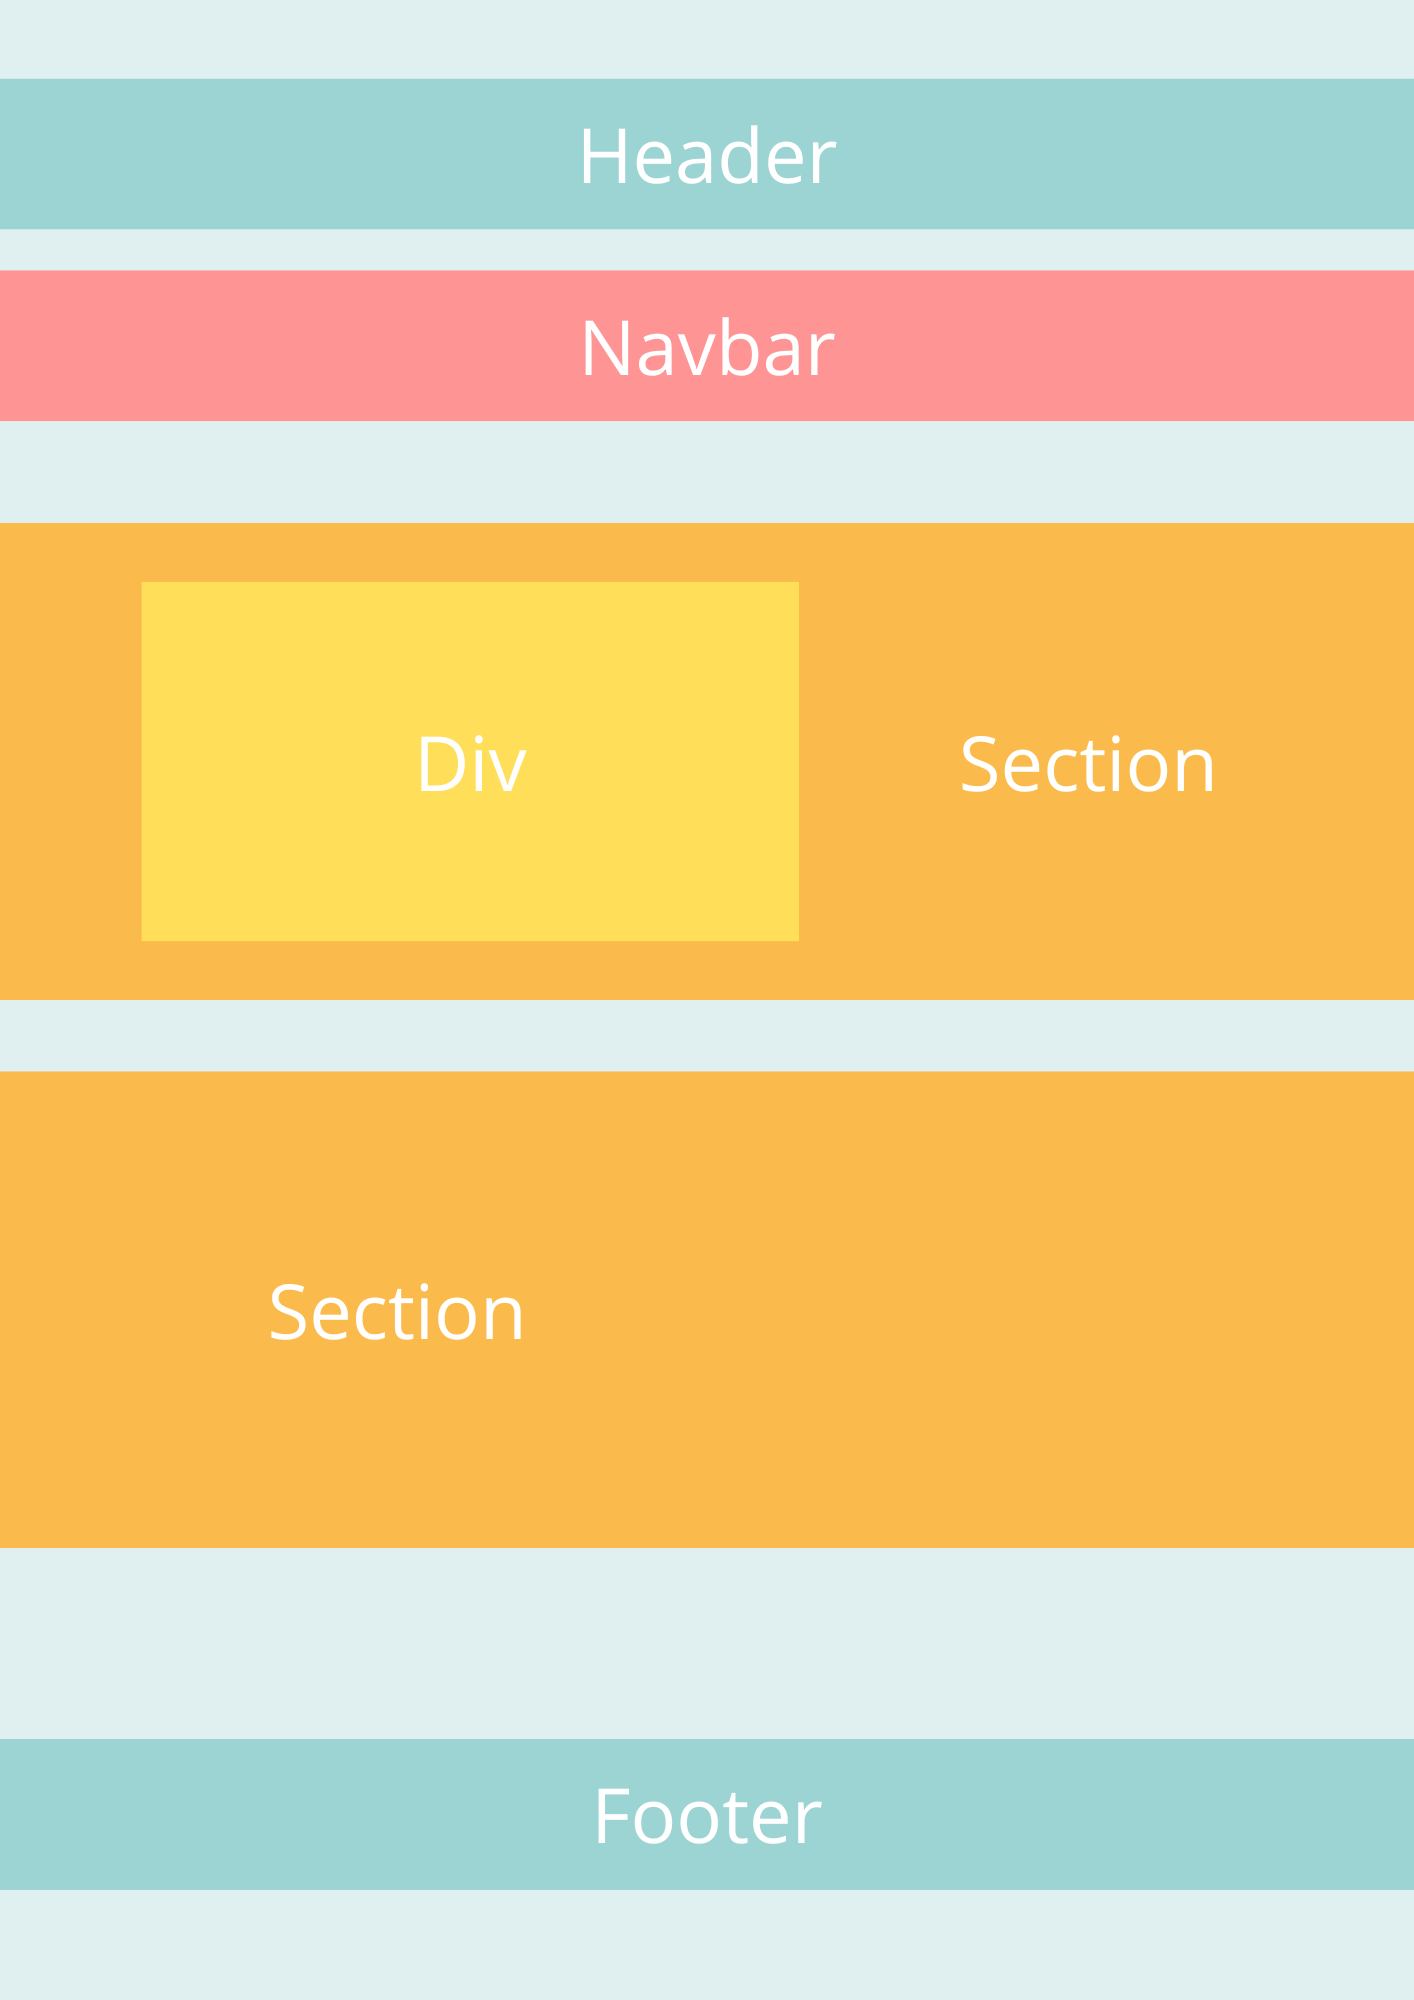 Header
Navbar
Div
Section
Section
Footer